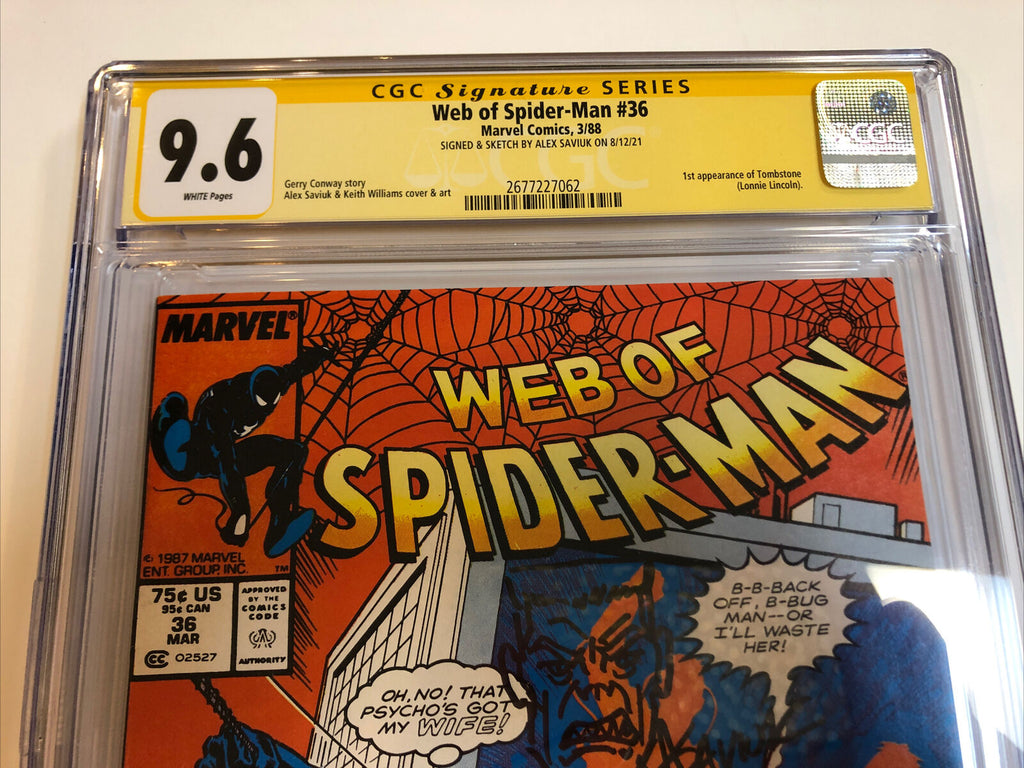 CGC Signature SERIES
Web of Spider-Man #36
Marvel Comics, 3/88
SIGNED & SKETCH BY ALEX SAVIUK ON 8/12/21
9.6
WHITE Pages
Gerry Conway story
Alex Saviuk & Keith Williams cover & art
2677227062
1st appearance of Tombstone
(Lonnie Lincoln).
CGC
CGC
MARVEL®
WEB OF
SPIDER-MAN
© 1987 MARVEL
ENT. GROUP, INC.
TM
75¢ US
95¢ CAN
36
MAR
CC 02527
APPROVED
BY THE
COMICS
CODE
CA
AUTHORITY
B-B-BACK
OFF, B-BUG
MAN--OR
I'LL WASTE
HER!
OH, NO! THAT
PSYCHO'S GOT
MY WIFE!